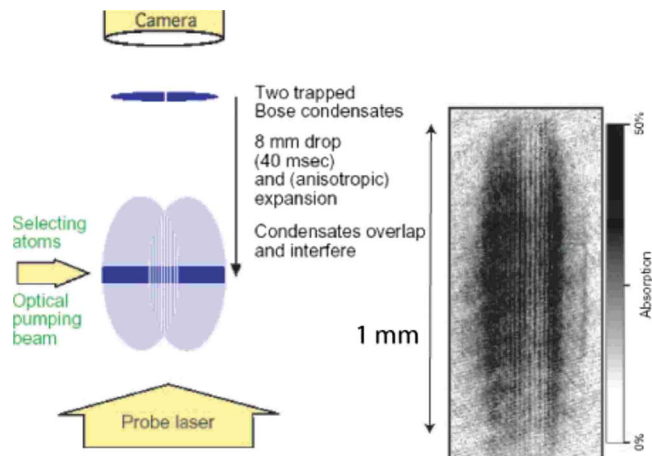 Camera
Two trapped
Bose condensates
8 mm drop
(40 msec)
and (anisotropic)
expansion
Condensates overlap
and interfere
Selecting
atoms
Optical
pumping
beam
Probe laser
1 mm
50%
Absorption
0%